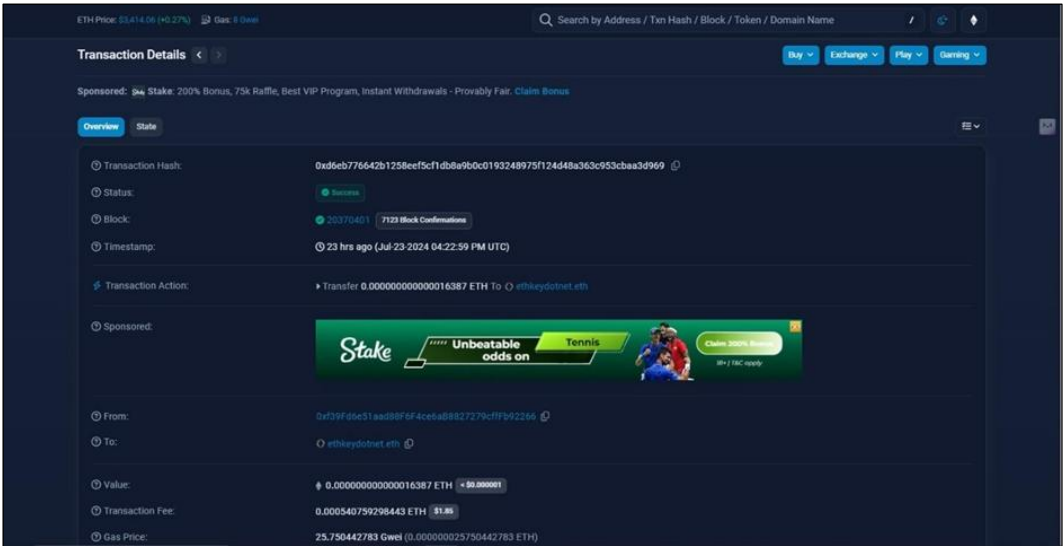 ETH Price: $3,414.06 (+0.27%) Gas: 8 Gwei
Search by Address / Txn Hash / Block / Token / Domain Name
/
Transaction Details < >
Buy Exchange Play Gaming
Sponsored: Stake: 200% Bonus, 75k Raffle, Best VIP Program, Instant Withdrawals - Provably Fair. Claim Bonus
Overview State
Transaction Hash: 0xd6eb776642b1258eef5cf1db8a9b0c0193248975f124d48a363c953cbaa3d969
Status: Success
Block: 20370401 7123 Block Confirmations
Timestamp: 23 hrs ago (Jul-23-2024 04:22:59 PM UTC)
Transaction Action: Transfer 0.000000000000016387 ETH To ethkeydotnet.eth
Sponsored:
Stake Unbeatable odds on Tennis Claim 200% Bonus
18+ | T&C apply
From: 0xf39Fd6e51aad88F6F4ce6aB8827279cffFb92266
To: ethkeydotnet.eth
Value: 0.000000000000016387 ETH < $0.000001
Transaction Fee: 0.000540759298443 ETH $1.85
Gas Price: 25.750442783 Gwei (0.000000025750442783 ETH)